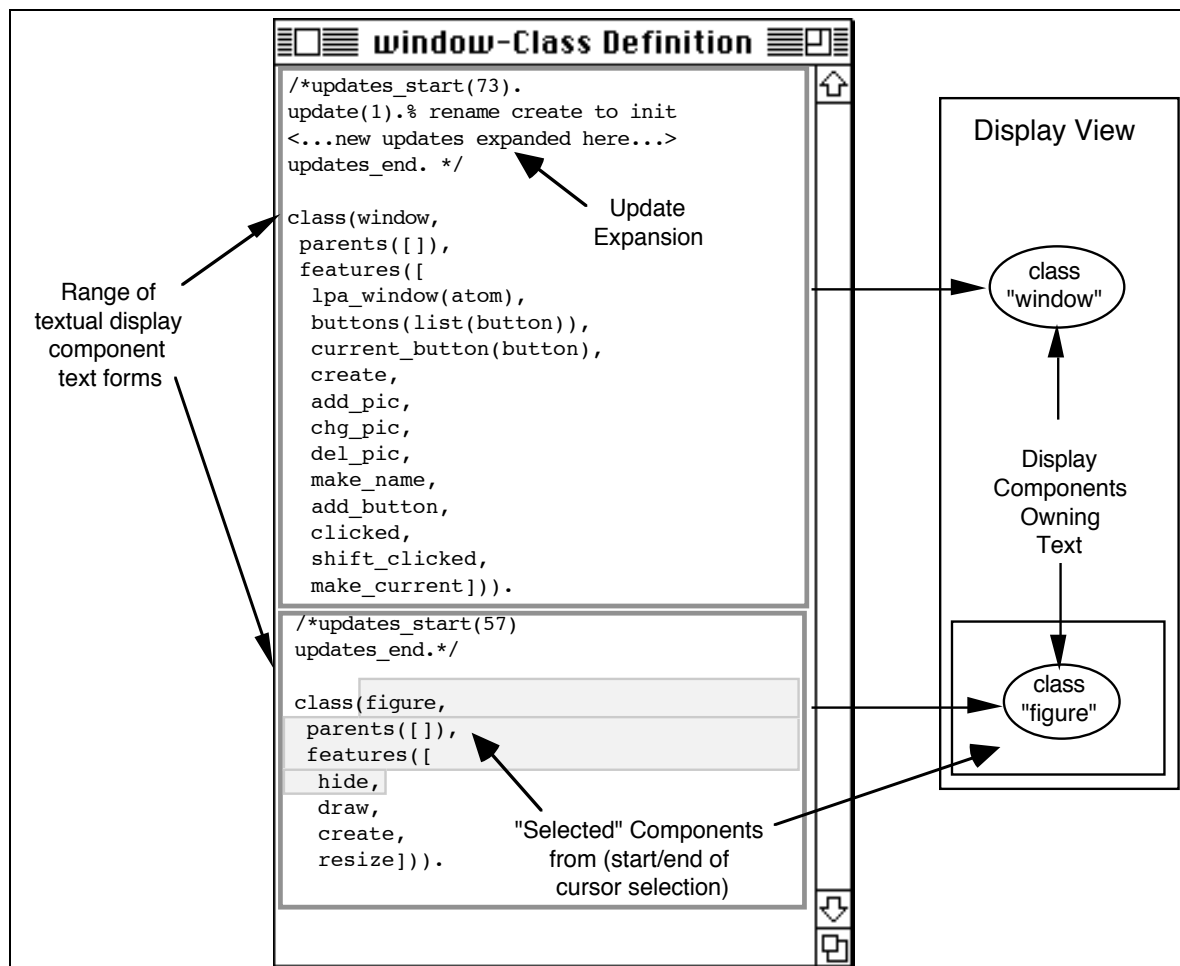 window-Class Definition
/*updates_start(73).
update(1).% rename create to init
<...new updates expanded here...>
updates_end. */
Update
Expansion
class(window,
parents([]),
features([
lpa_window(atom),
buttons(list(button)),
current_button(button),
create,
add_pic,
chg_pic,
del_pic,
make_name,
add_button,
clicked,
shift_clicked,
make_current])).
Range of
textual display
component
text forms
/*updates_start(57)
updates_end.*/
class(figure,
parents([]),
features([
hide,
draw,
create,
resize])).
"Selected" Components
from (start/end of
cursor selection)
Display View
class
"window"
Display
Components
Owning
Text
class
"figure"